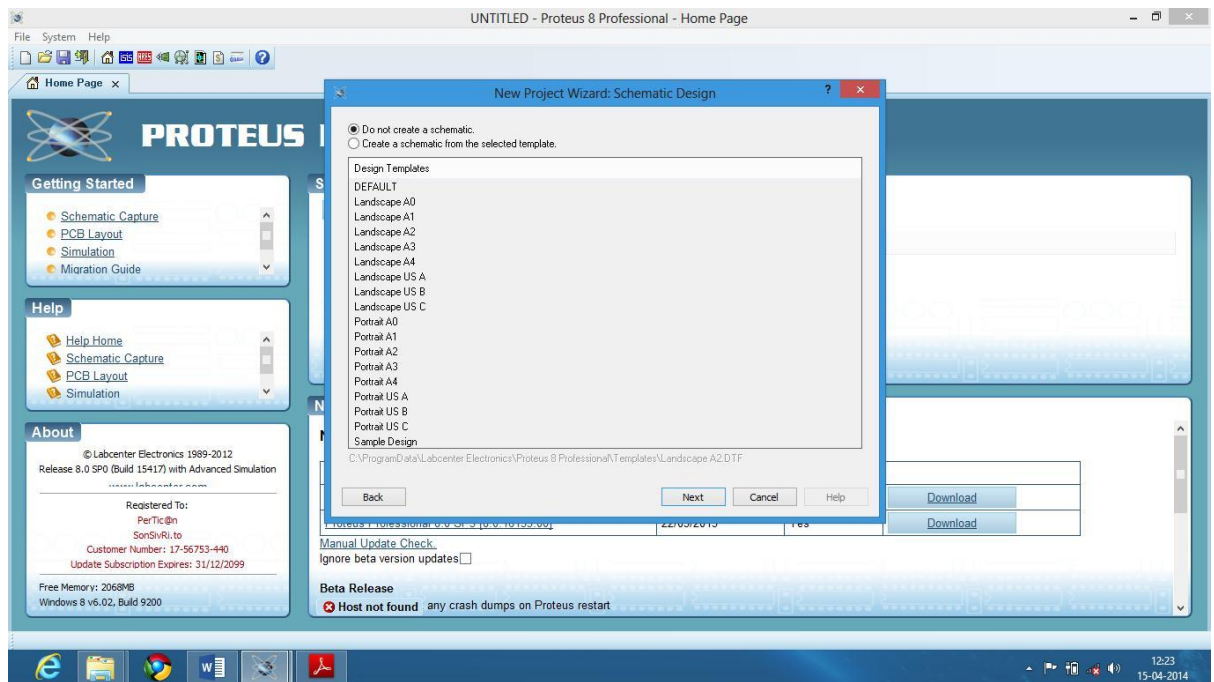 UNTITLED - Proteus 8 Professional - Home Page
File System Help
Home Page x
PROTEUS
Getting Started
Schematic Capture
PCB Layout
Simulation
Migration Guide
Help
Help Home
Schematic Capture
PCB Layout
Simulation
About
© Labcenter Electronics 1989-2012
Release 8.0 SP0 (Build 15417) with Advanced Simulation
www.labcenter.com
Registered To:
PerTic@n
SonSivRi.to
Customer Number: 17-56753-440
Update Subscription Expires: 31/12/2099
Free Memory: 2068MB
Windows 8 v6.02, Build 9200
New Project Wizard: Schematic Design
Do not create a schematic.
Create a schematic from the selected template.
Design Templates
DEFAULT
Landscape A0
Landscape A1
Landscape A2
Landscape A3
Landscape A4
Landscape US A
Landscape US B
Landscape US C
Portrait A0
Portrait A1
Portrait A2
Portrait A3
Portrait A4
Portrait US A
Portrait US B
Portrait US C
Sample Design
C:\ProgramData\Labcenter Electronics\Proteus 8 Professional\Templates\Landscape A2.DTF
Back Next Cancel Help
Download
Download
Manual Update Check.
Ignore beta version updates
Beta Release
Host not found any crash dumps on Proteus restart
12:23
15-04-2014